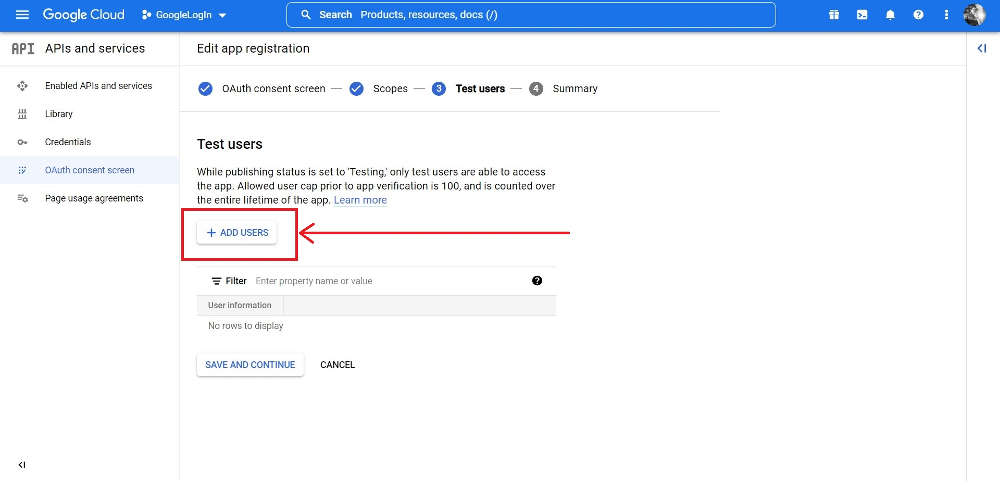 Google Cloud
GoogleLogIn
Search Products, resources, docs (/)
API APIs and services
Enabled APIs and services
Library
Credentials
OAuth consent screen
Page usage agreements
Edit app registration
OAuth consent screen — Scopes — 3 Test users — 4 Summary
Test users
While publishing status is set to 'Testing,' only test users are able to access
the app. Allowed user cap prior to app verification is 100, and is counted over
the entire lifetime of the app. Learn more
+ ADD USERS
Filter Enter property name or value
User information
No rows to display
SAVE AND CONTINUE CANCEL